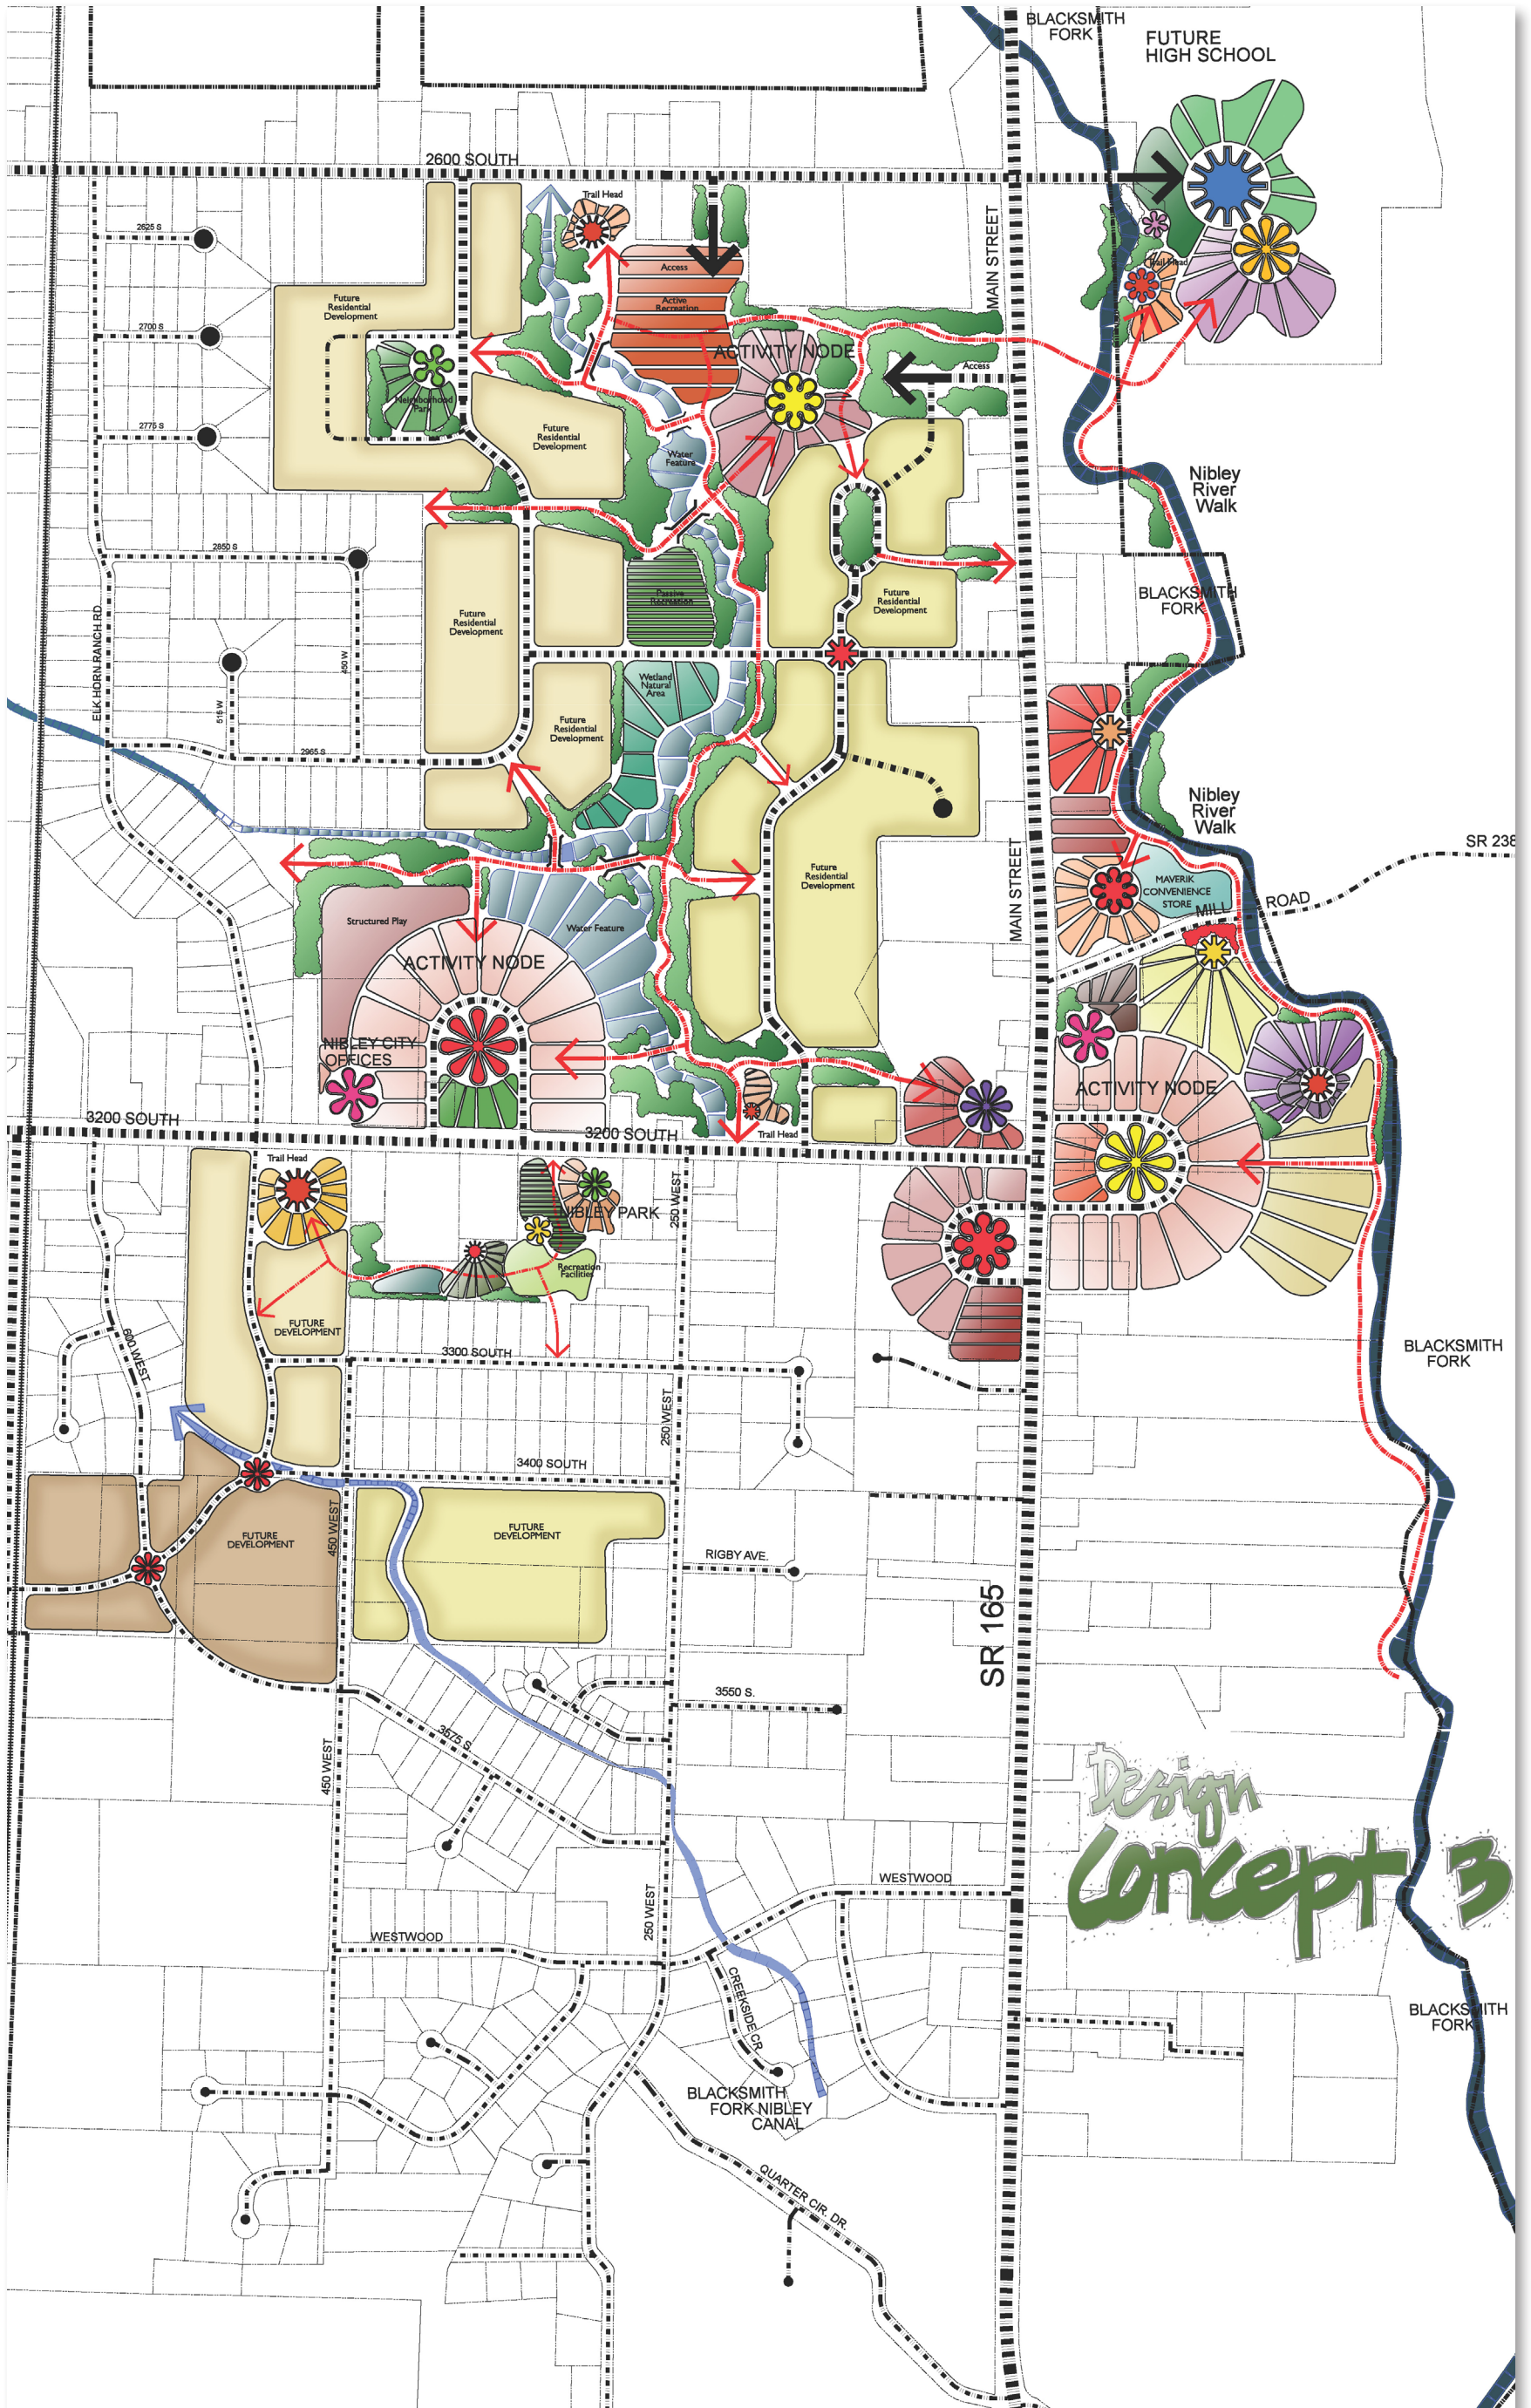 BLACKSMITH
FORK
FUTURE
HIGH SCHOOL
2600 SOUTH
Trail Head
2625 S
MAIN STREET
Access
Trail Head
Active
Recreation
Future
Residential
Development
2700 S
ACTIVITY NODE
Access
Neighborhood
Park
2775 S
Future
Residential
Development
Water
Feature
Nibley
River
Walk
2850 S
Passive
Recreation
Future
Residential
Development
Future
Residential
Development
BLACKSMITH
FORK
ELK HORN RANCH RD
450 W
515 W
Wetland
Natural
Area
Future
Residential
Development
2965 S
Nibley
River
Walk
SR 238
MAIN STREET
Future
Residential
Development
MAVERIK
CONVENIENCE
STORE
MILL
ROAD
Structured Play
Water Feature
ACTIVITY NODE
NIBLEY CITY
OFFICES
ACTIVITY NODE
3200 SOUTH
3200 SOUTH
Trail Head
Trail Head
250 WEST
NIBLEY PARK
Recreation
Facilities
FUTURE
DEVELOPMENT
600 WEST
3300 SOUTH
BLACKSMITH
FORK
250 WEST
3400 SOUTH
450 WEST
FUTURE
DEVELOPMENT
FUTURE
DEVELOPMENT
RIGBY AVE.
SR 165
3550 S.
3575 S.
450 WEST
Design
Concept 3
WESTWOOD
250 WEST
WESTWOOD
CREEKSIDE CR.
BLACKSMITH
FORK
BLACKSMITH
FORK NIBLEY
CANAL
QUARTER CIR. DR.